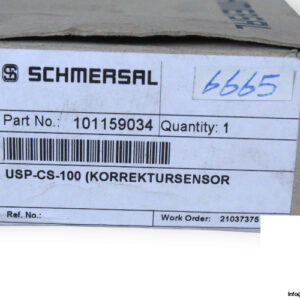 SCHMERSAL
6665
Part No.: 101159034 Quantity: 1
USP-CS-100 (KORREKTURSENSOR
Ref. No.:
Work Order: 21037375